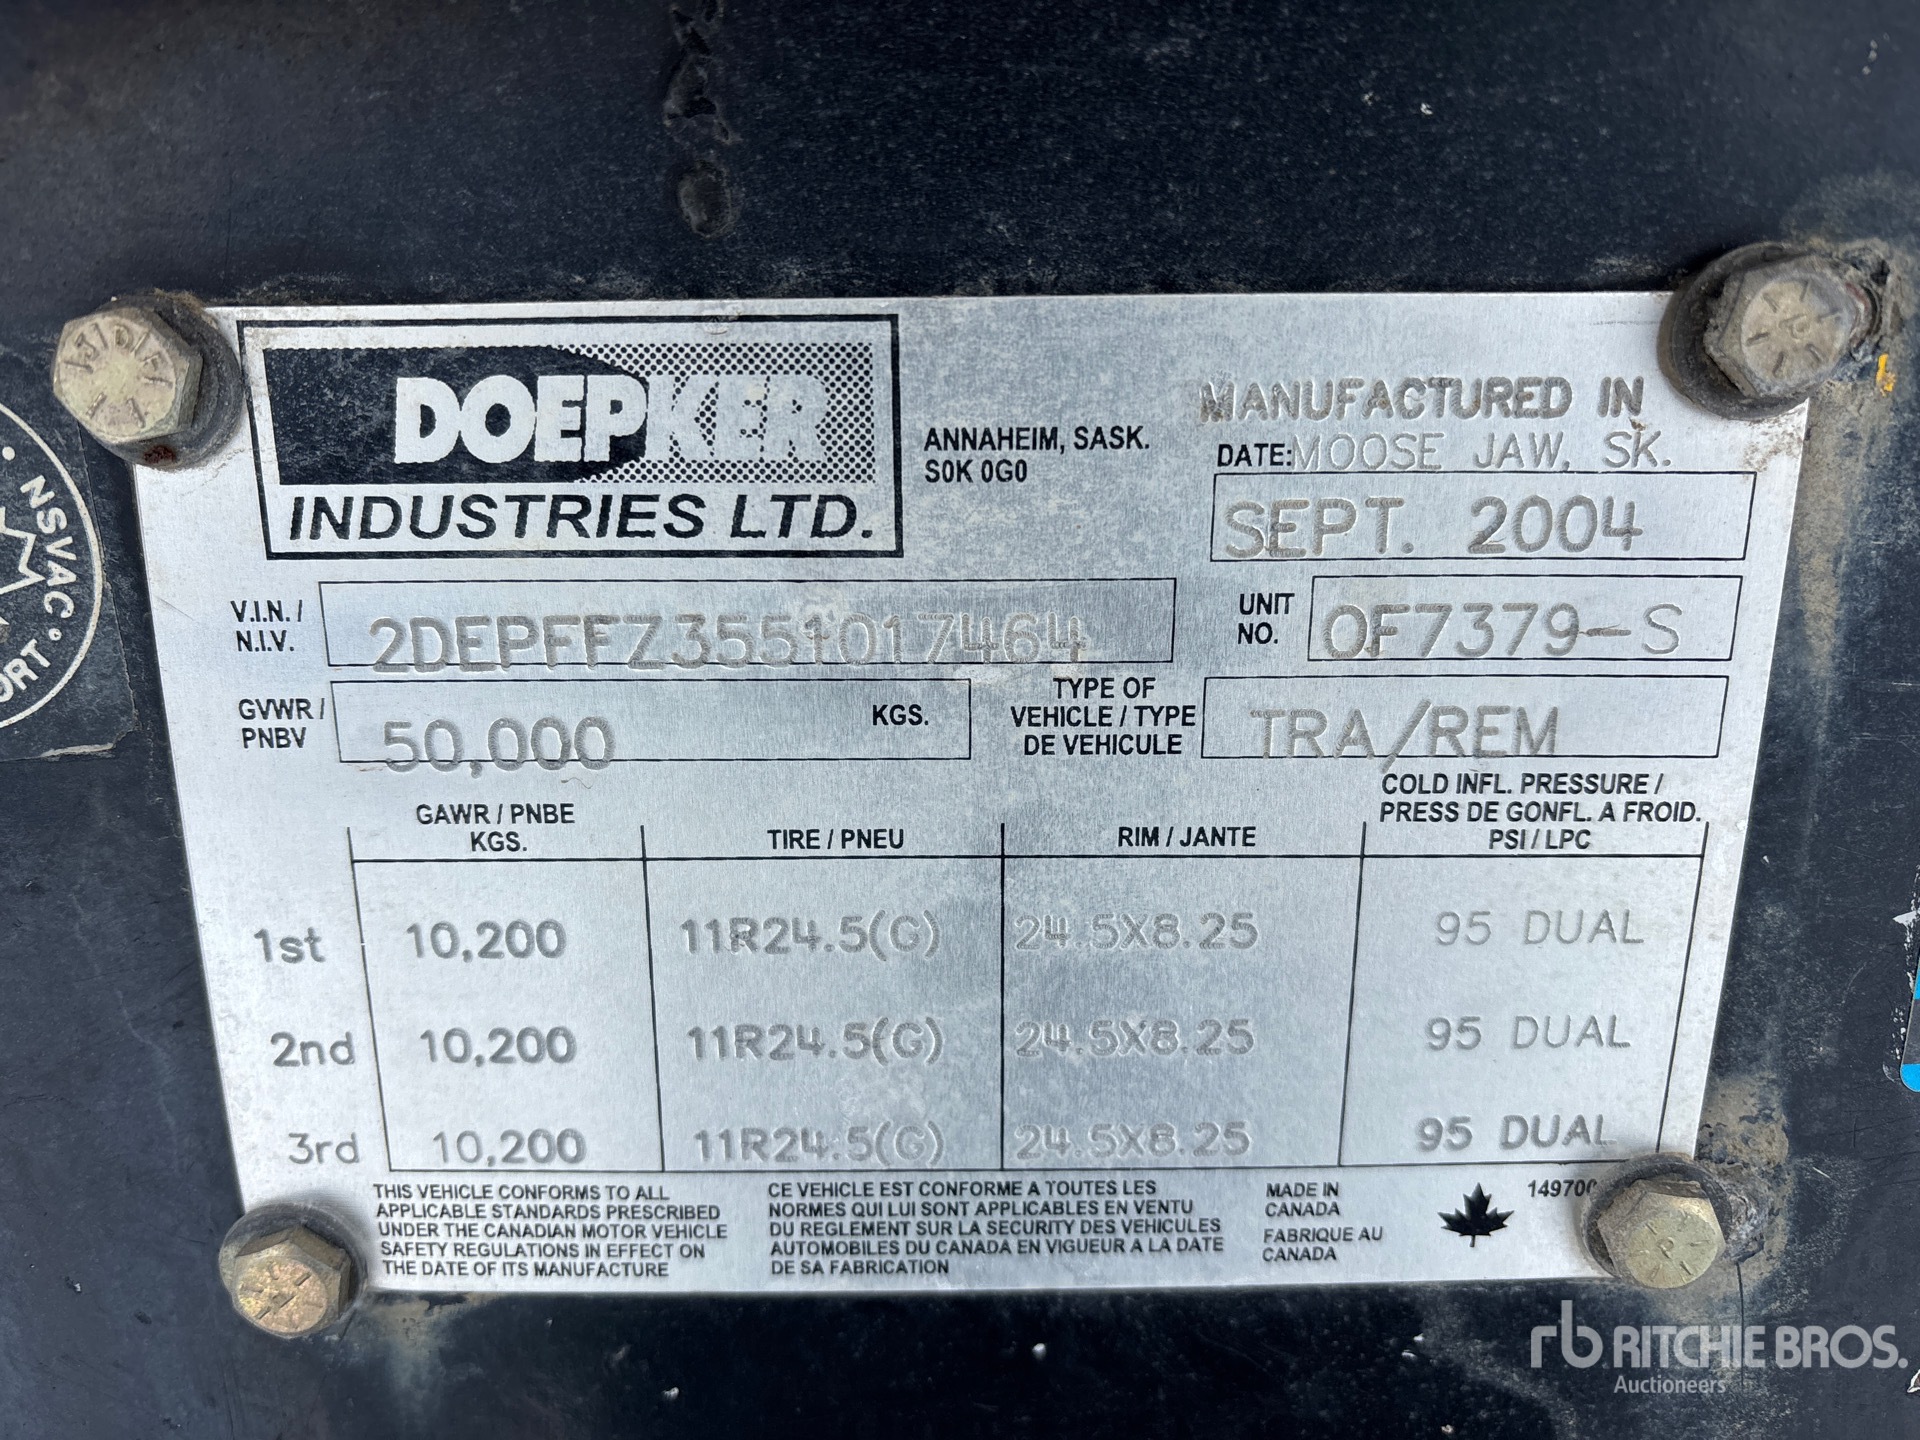 DOEPKER
INDUSTRIES LTD.
ANNAHEIM, SASK.
S0K 0G0
MANUFACTURED IN
DATE: MOOSE JAW, SK.
SEPT. 2004
V.I.N. /
N.I.V.
2DEPFFZ3551017464
UNIT
NO.
0F7379-S
GVWR /
PNBV
50,000
KGS.
TYPE OF
VEHICLE / TYPE
DE VEHICULE
TRA/REM
GAWR / PNBE
KGS.
TIRE / PNEU
RIM / JANTE
COLD INFL. PRESSURE /
PRESS DE GONFL. A FROID.
PSI / LPC
1st 10,200 11R24.5(G) 24.5X8.25 95 DUAL
2nd 10,200 11R24.5(G) 24.5X8.25 95 DUAL
3rd 10,200 11R24.5(G) 24.5X8.25 95 DUAL
THIS VEHICLE CONFORMS TO ALL
APPLICABLE STANDARDS PRESCRIBED
UNDER THE CANADIAN MOTOR VEHICLE
SAFETY REGULATIONS IN EFFECT ON
THE DATE OF ITS MANUFACTURE
CE VEHICLE EST CONFORME A TOUTES LES
NORMES QUI LUI SONT APPLICABLES EN VENTU
DU REGLEMENT SUR LA SECURITY DES VEHICULES
AUTOMOBILES DU CANADA EN VIGUEUR A LA DATE
DE SA FABRICATION
MADE IN
CANADA
FABRIQUE AU
CANADA
149700
NSVAC
JDF
rb RITCHIE BROS.
Auctioneers